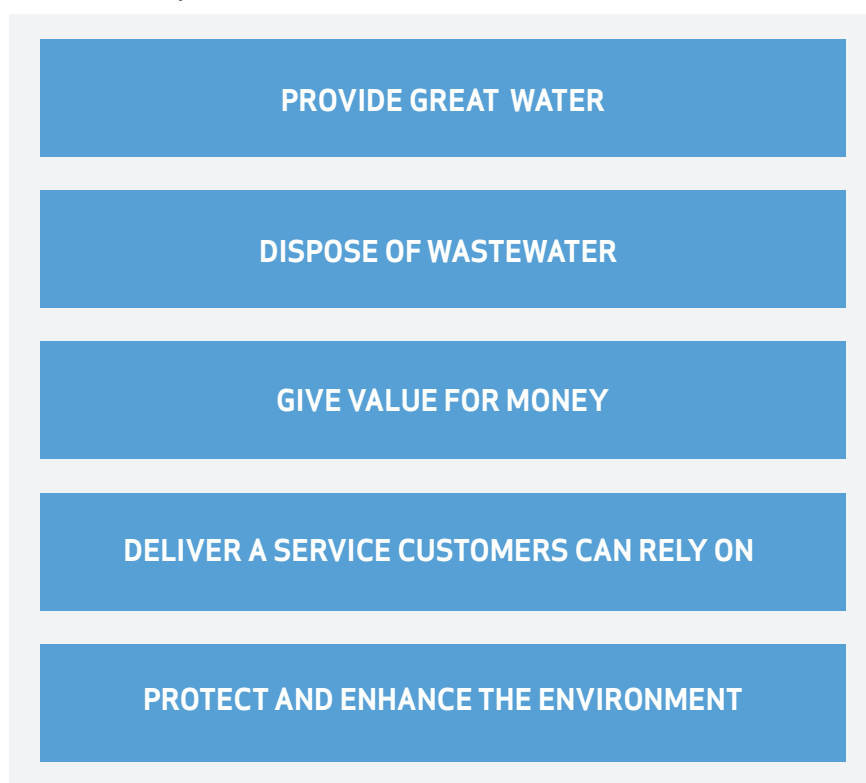 PROVIDE GREAT WATER
DISPOSE OF WASTEWATER
GIVE VALUE FOR MONEY
DELIVER A SERVICE CUSTOMERS CAN RELY ON
PROTECT AND ENHANCE THE ENVIRONMENT